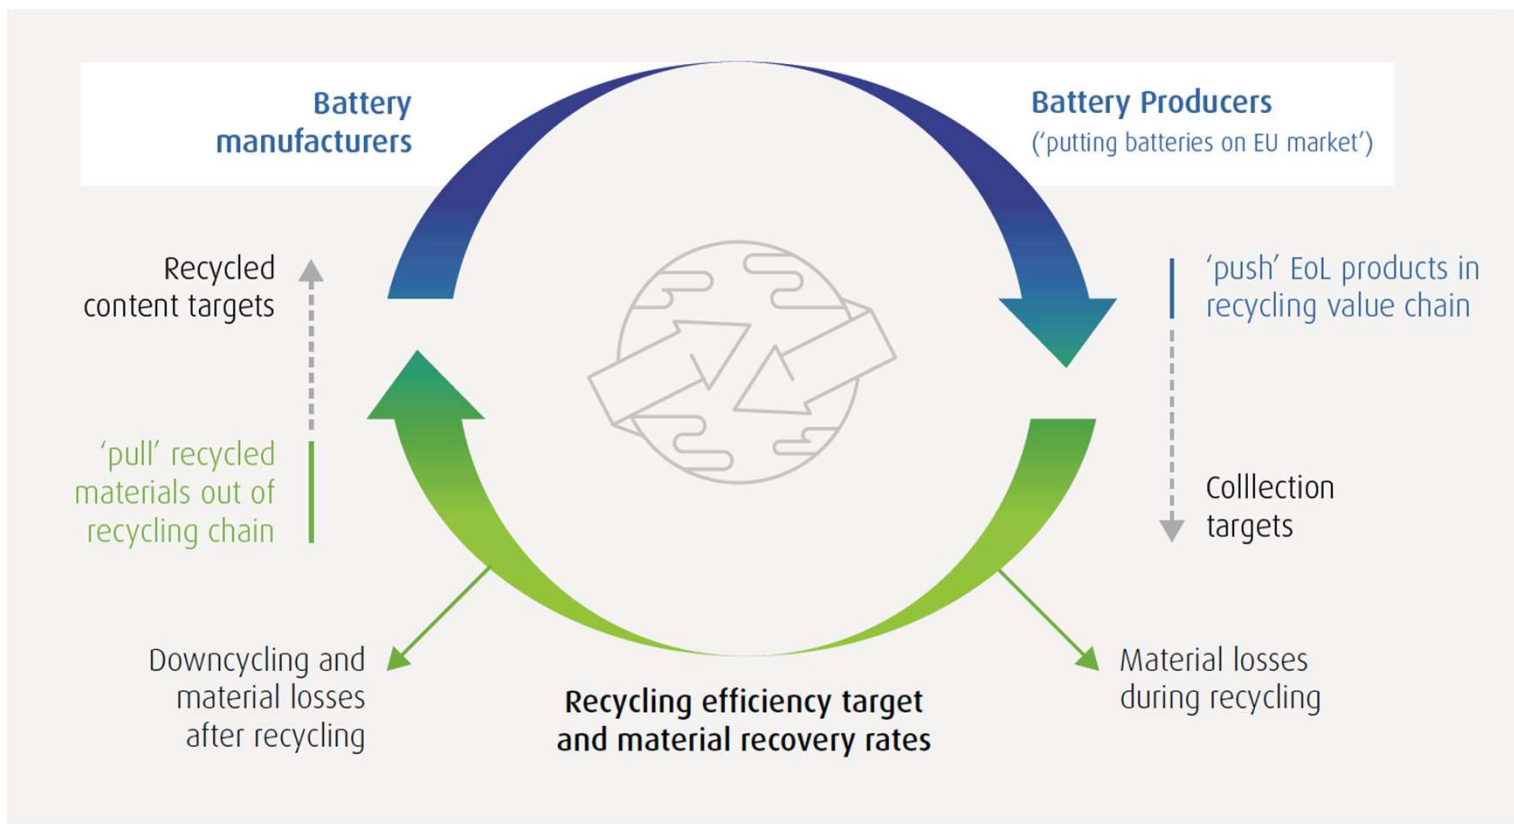 Battery
manufacturers
Battery Producers
(‘putting batteries on EU market’)
Recycled
content targets
‘push’ EoL products in
recycling value chain
‘pull’ recycled
materials out of
recycling chain
Colllection
targets
Downcycling and
material losses
after recycling
Material losses
during recycling
Recycling efficiency target
and material recovery rates